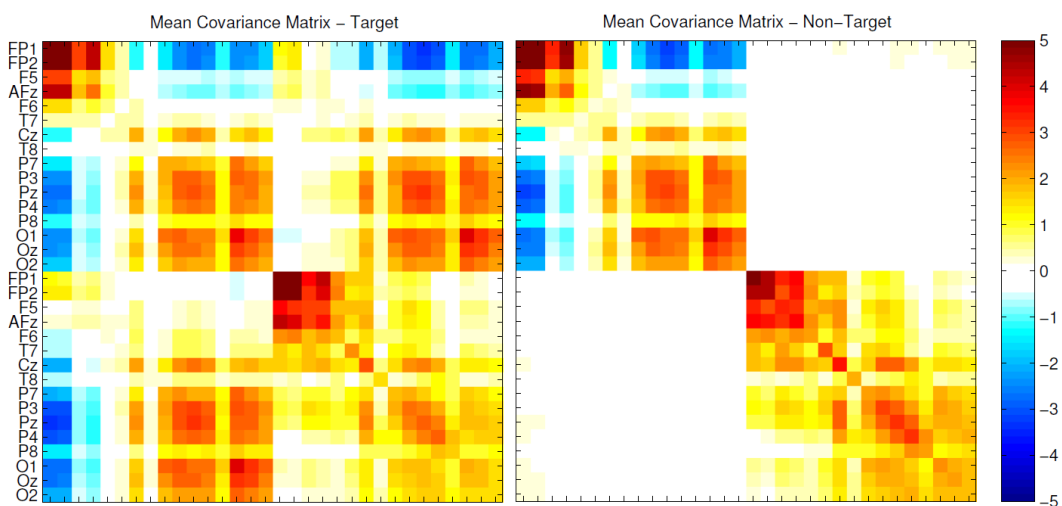 Mean Covariance Matrix – Target
Mean Covariance Matrix – Non–Target
FP1
FP2
F5
AFz
F6
T7
Cz
T8
P7
P3
Pz
P4
P8
O1
Oz
O2
FP1
FP2
F5
AFz
F6
T7
Cz
T8
P7
P3
Pz
P4
P8
O1
Oz
O2
5
4
3
2
1
0
−1
−2
−3
−4
−5